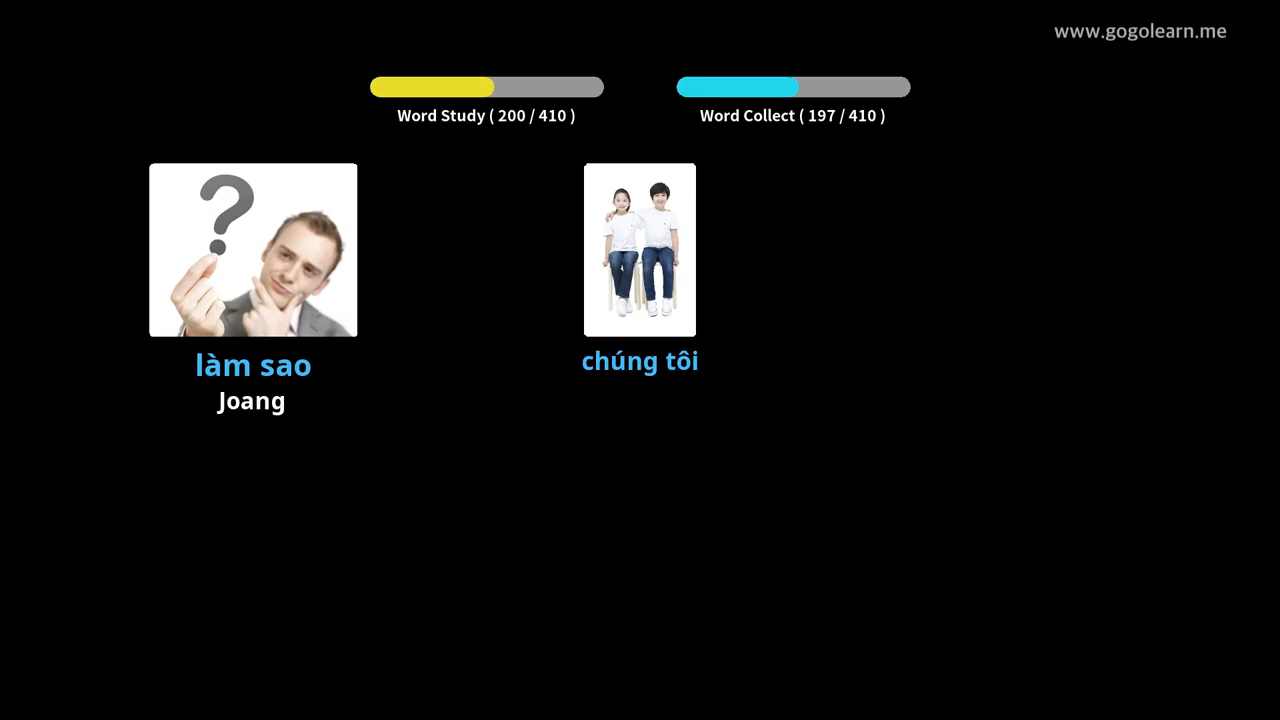 www.gogolearn.me
Word Study ( 200 / 410 )
Word Collect ( 197 / 410 )
làm sao
Joang
chúng tôi